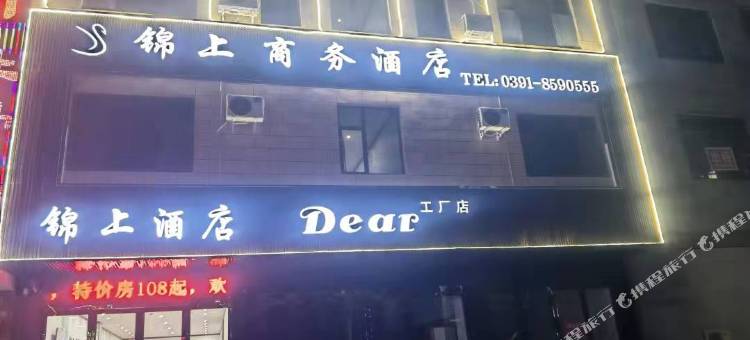 锦上商务酒店
TEL:0391-8590555
锦上酒店 Dear 工厂店
，特价房108起，欢
携程旅行 携程旅行